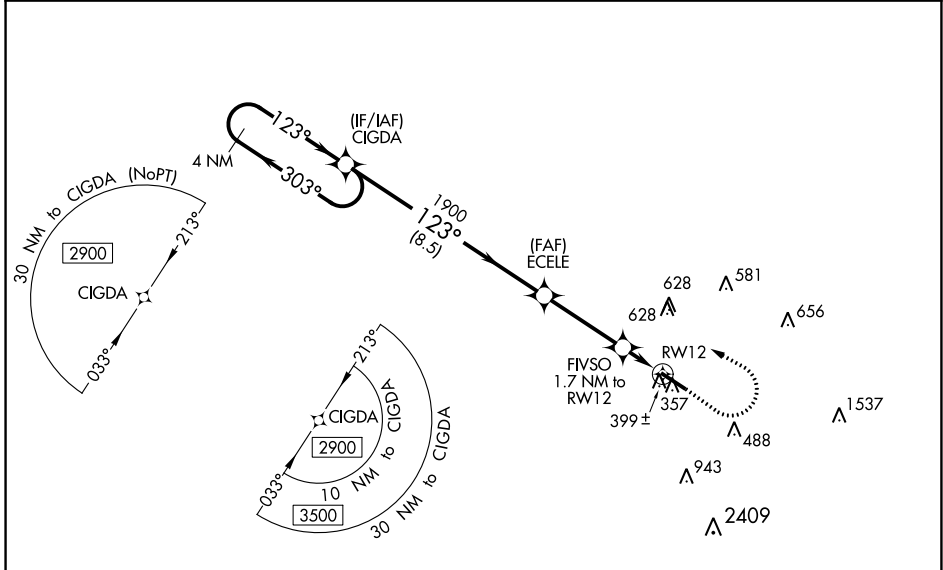 (IF/IAF)
CIGDA
123°
4 NM
303°
30 NM to CIGDA (NoPT)
213°
2900
CIGDA
033°
1900
123°
(8.5)
(FAF)
ECELE
628
581
628
656
RW12
FIVSO
1.7 NM to
RW12
357
399±
1537
488
943
2409
213°
CIGDA
2900
033°
10 NM to CIGDA
3500
30 NM to CIGDA